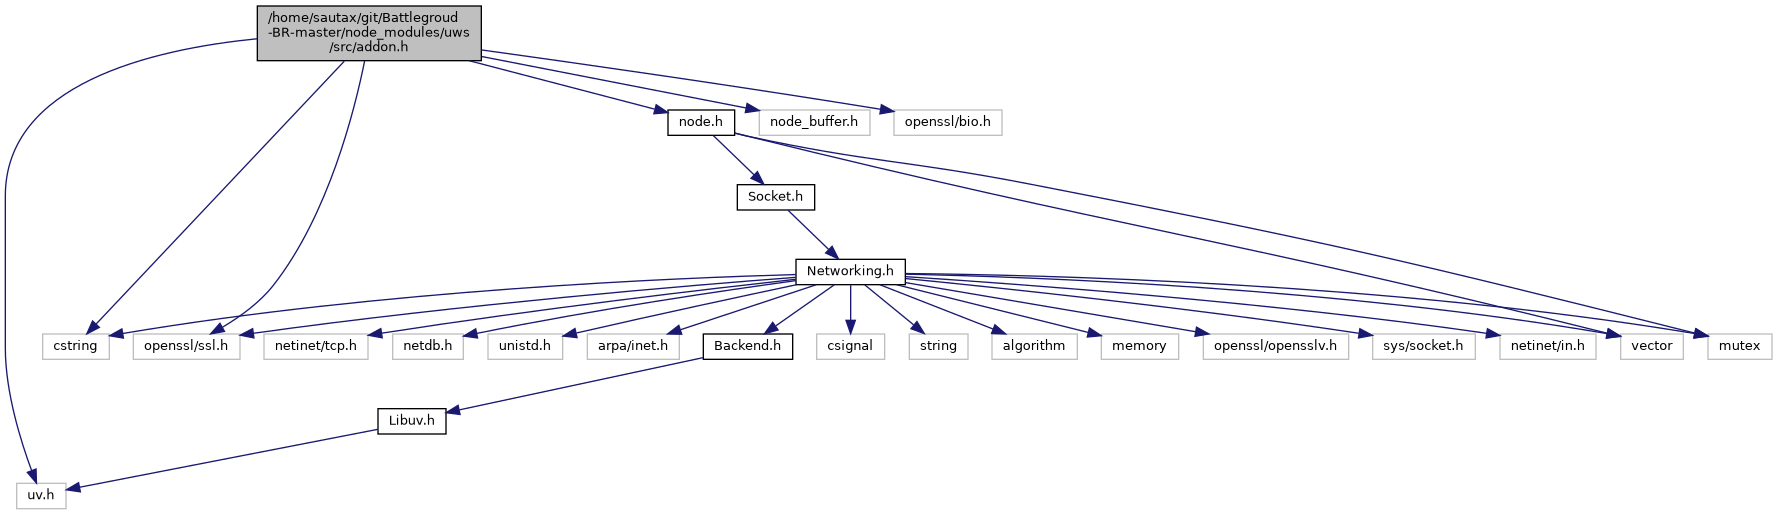 /home/sautax/git/Battlegroud
-BR-master/node_modules/uws
/src/addon.h
node.h
node_buffer.h
openssl/bio.h
Socket.h
Networking.h
cstring
openssl/ssl.h
netinet/tcp.h
netdb.h
unistd.h
arpa/inet.h
Backend.h
csignal
string
algorithm
memory
openssl/opensslv.h
sys/socket.h
netinet/in.h
vector
mutex
Libuv.h
uv.h